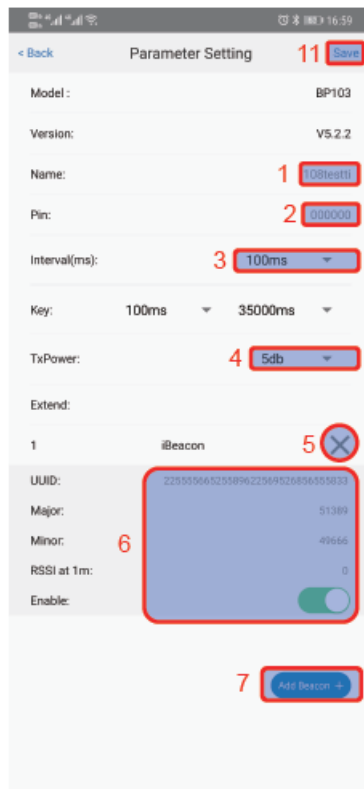 16:59
< Back Parameter Setting 11 Save
Model : BP103
Version: V5.2.2
Name: 1 108testti
Pin: 2 000000
Interval(ms): 3 100ms
Key: 100ms 35000ms
TxPower: 4 5db
Extend:
1 iBeacon 5
UUID:
Major: 51389
Minor: 6 49666
RSSI at 1m: 0
Enable:
7 Add Beacon +